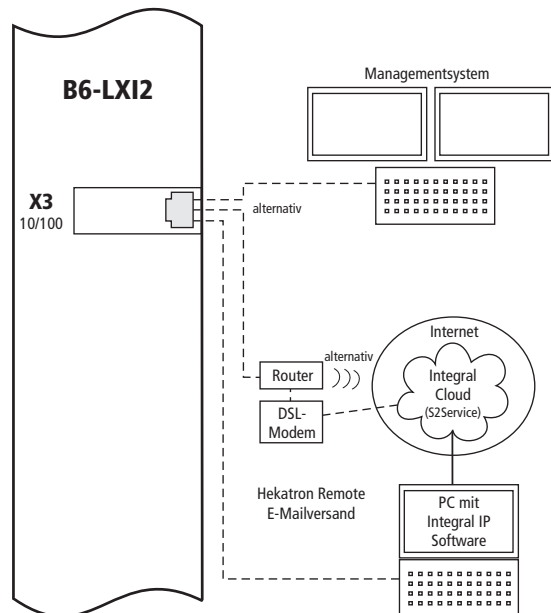 B6-LXI2
Managementsystem
X3
10/100
alternativ
Internet
alternativ
Router
Integral
Cloud
(S2Service)
DSL-
Modem
Hekatron Remote
E-Mailversand
PC mit
Integral IP
Software